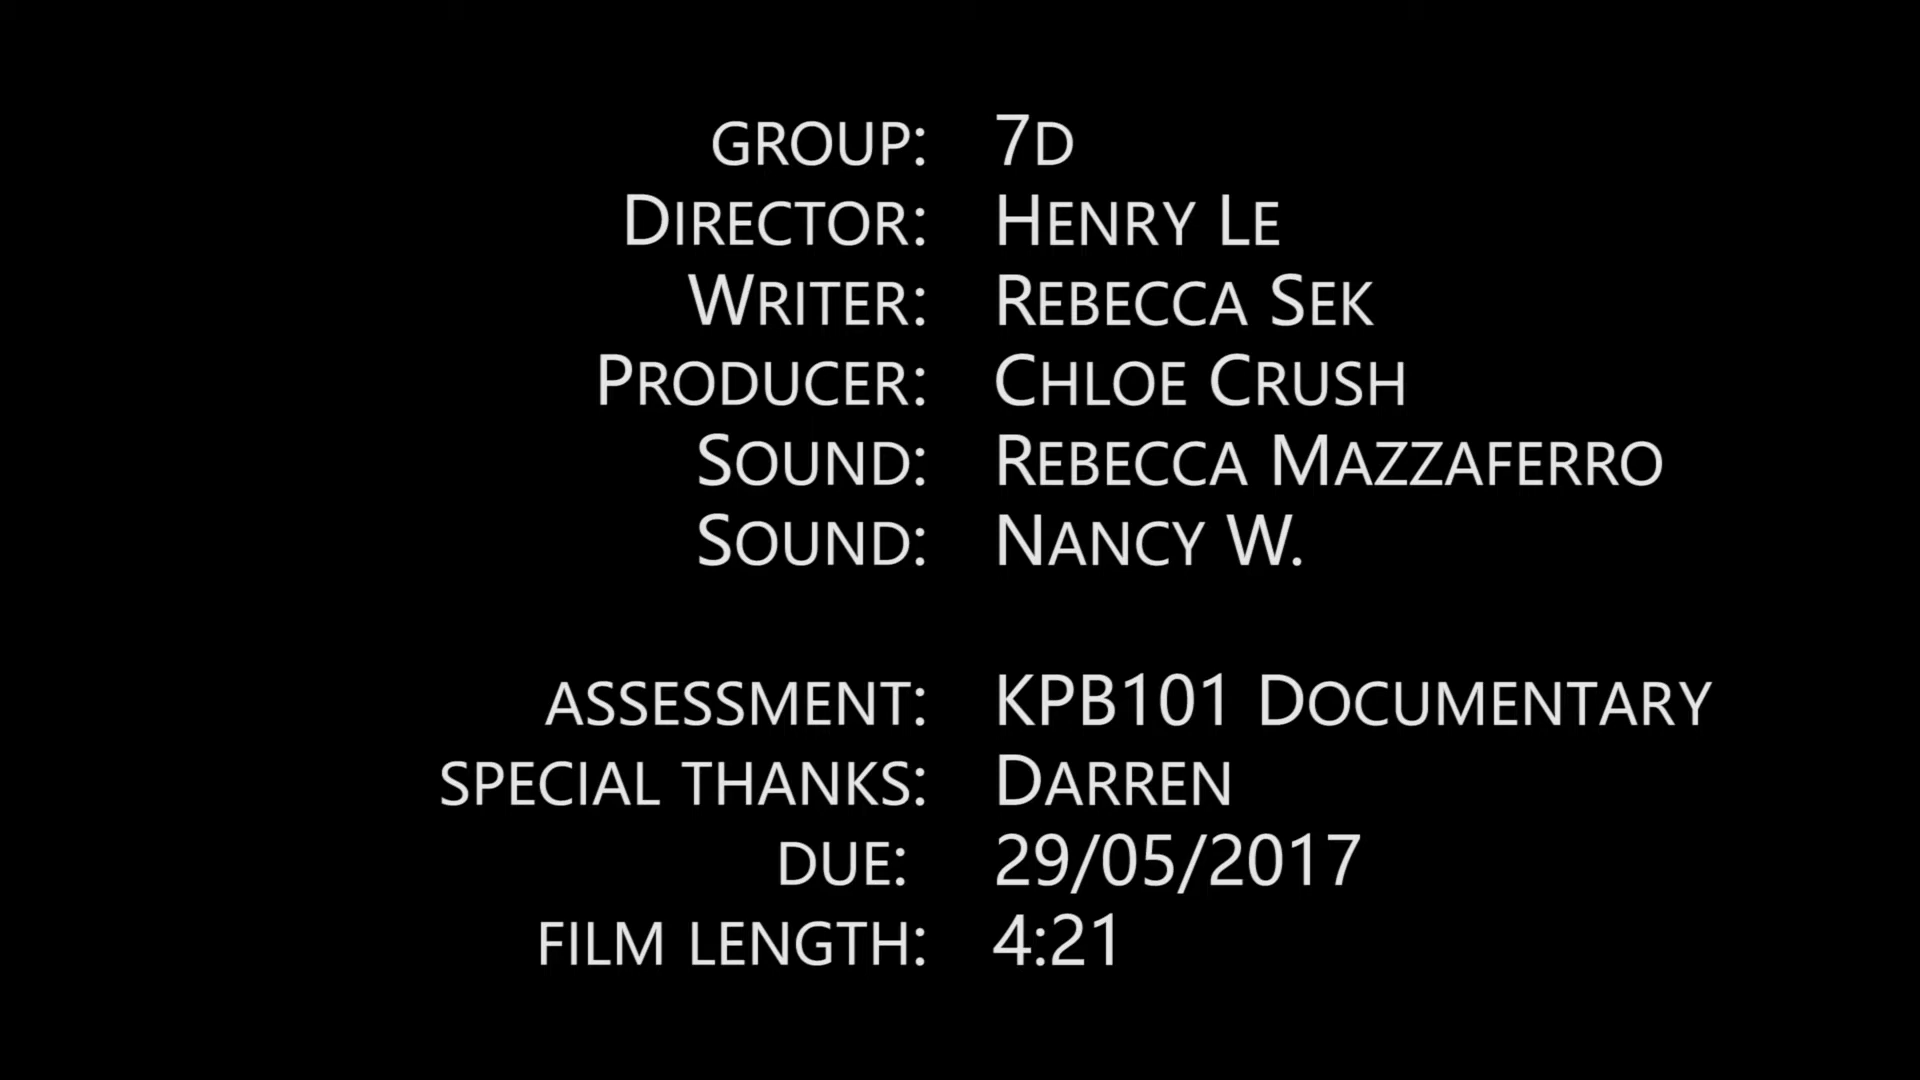 GROUP: 7D
DIRECTOR: HENRY LE
WRITER: REBECCA SEK
PRODUCER: CHLOE CRUSH
SOUND: REBECCA MAZZAFERRO
SOUND: NANCY W.
ASSESSMENT: KPB101 DOCUMENTARY
SPECIAL THANKS: DARREN
DUE: 29/05/2017
FILM LENGTH: 4:21